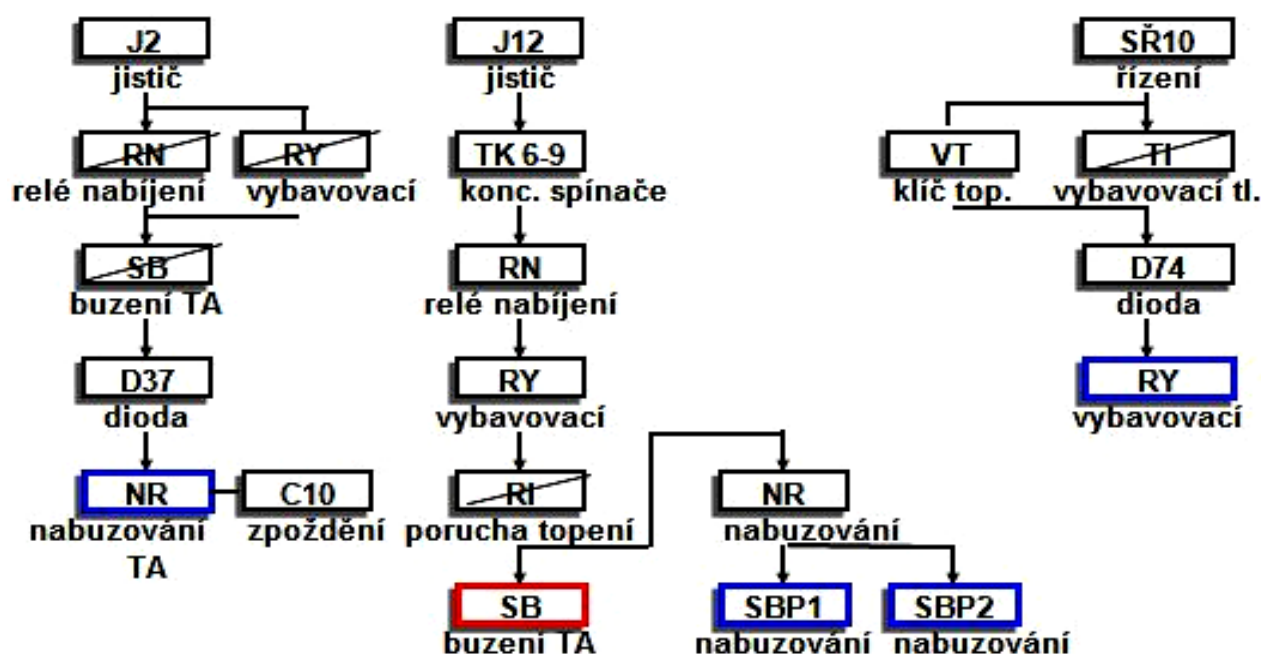 J2
jistič
RN
relé nabíjení
RY
vybavovací
SB
buzení TA
D37
dioda
NR
nabuzování
TA
C10
zpoždění
J12
jistič
TK 6-9
konc. spínače
RN
relé nabíjení
RY
vybavovací
RI
porucha topení
SB
buzení TA
NR
nabuzování
SBP1
nabuzování
SBP2
nabuzování
SŘ10
řízení
VT
klíč top.
TI
vybavovací tl.
D74
dioda
RY
vybavovací